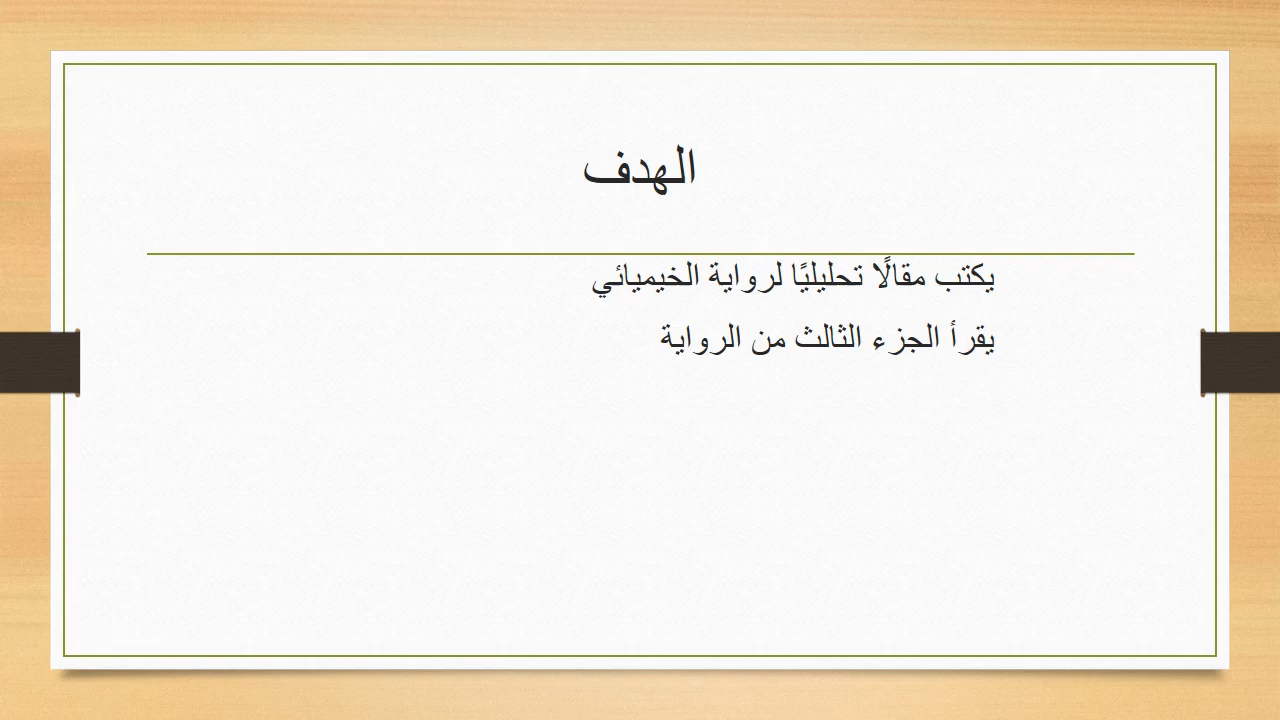 الهدف
يكتب مقالًا تحليليًا لرواية الخيميائي
يقرأ الجزء الثالث من الرواية